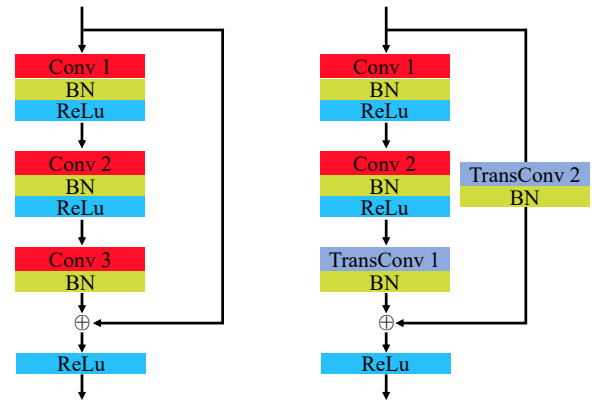 Conv 1
BN
ReLu
Conv 2
BN
ReLu
Conv 3
BN
ReLu
Conv 1
BN
ReLu
Conv 2
BN
ReLu
TransConv 1
BN
TransConv 2
BN
ReLu